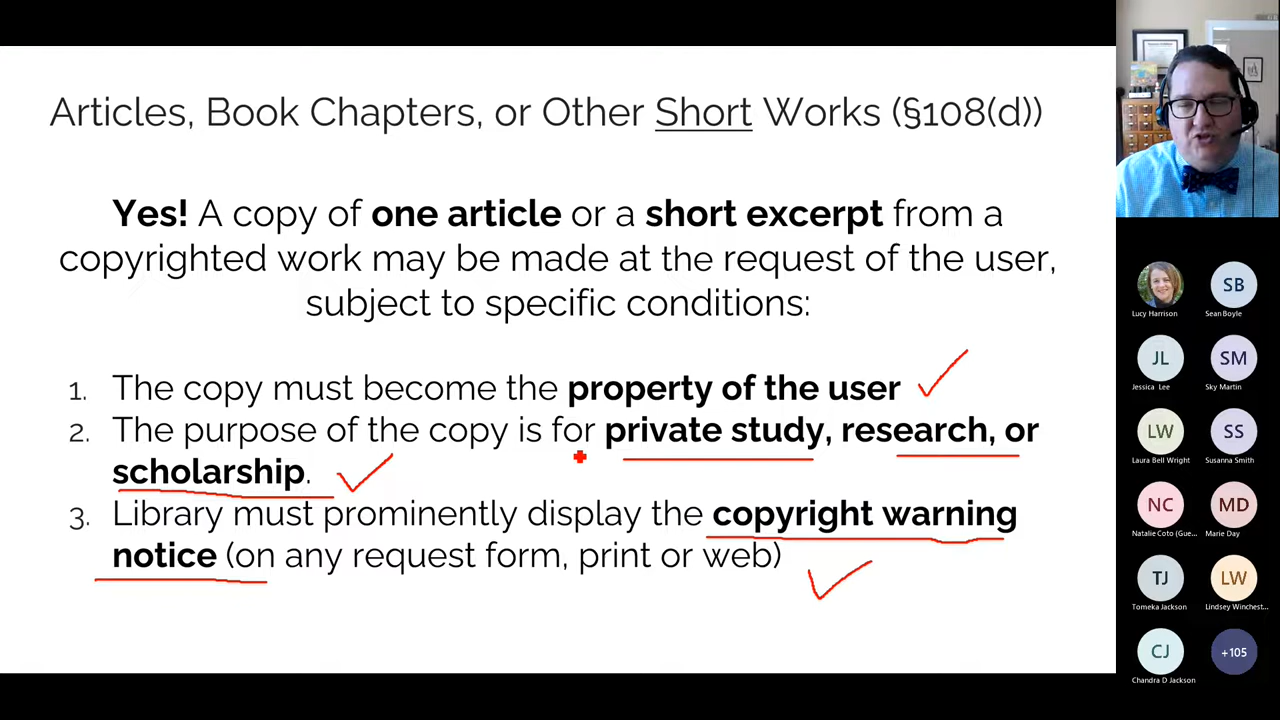 Articles, Book Chapters, or Other Short Works (§108(d))
Yes! A copy of one article or a short excerpt from a
copyrighted work may be made at the request of the user,
subject to specific conditions:
1. The copy must become the property of the user
2. The purpose of the copy is for private study, research, or
scholarship.
3. Library must prominently display the copyright warning
notice (on any request form, print or web)
Lucy Harrison
SB
Sean Boyle
JL
Jessica Lee
SM
Sky Martin
LW
Laura Bell Wright
SS
Susanna Smith
NC
Natalie Coto (Gue...
MD
Marie Day
TJ
Tomeka Jackson
LW
Lindsey Winchest...
CJ
Chandra D Jackson
+105